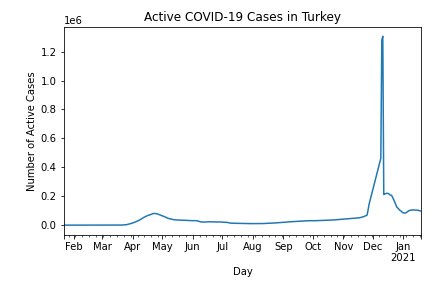 Active COVID-19 Cases in Turkey
1e6
1.2
1.0
0.8
0.6
0.4
0.2
0.0
Number of Active Cases
Feb Mar Apr May Jun Jul Aug Sep Oct Nov Dec Jan
2021
Day